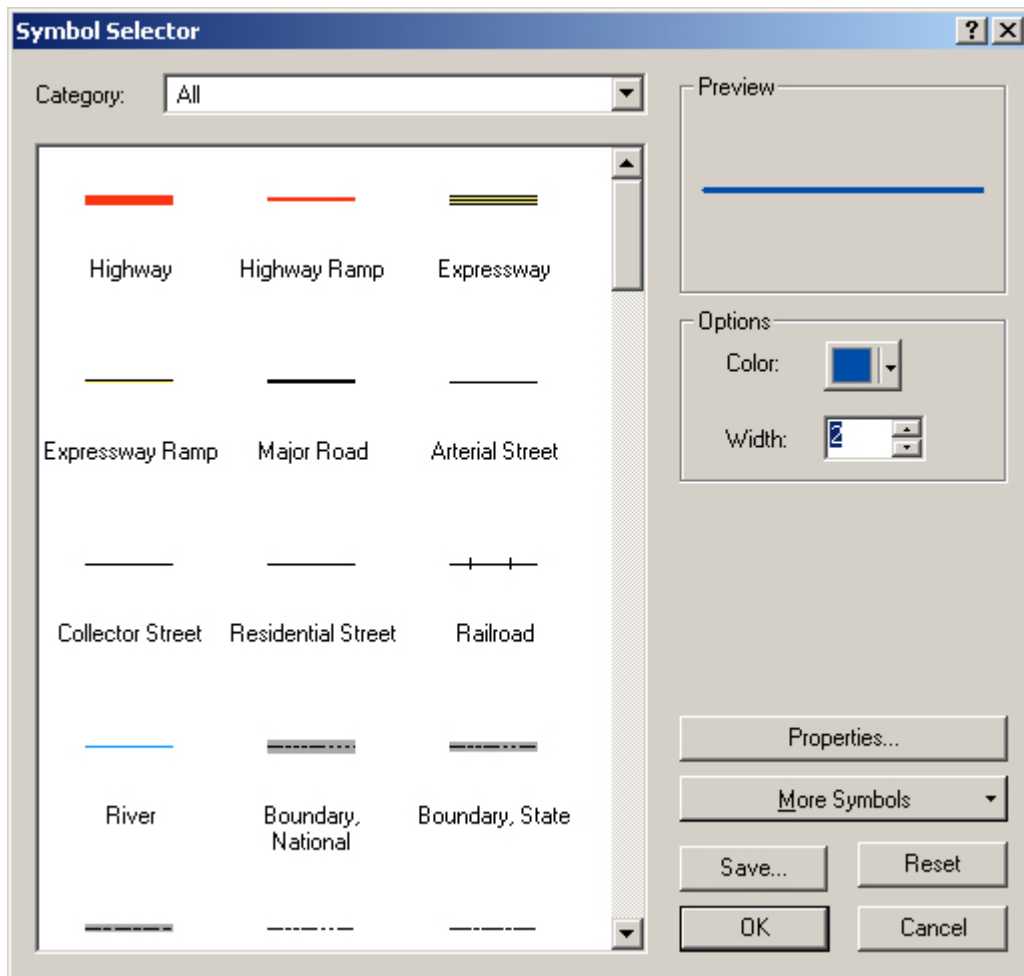 Symbol Selector
Category: All
Highway Highway Ramp Expressway
Expressway Ramp Major Road Arterial Street
Collector Street Residential Street Railroad
River Boundary, National Boundary, State
Preview
Options
Color:
Width: 2
Properties...
More Symbols
Save... Reset
OK Cancel